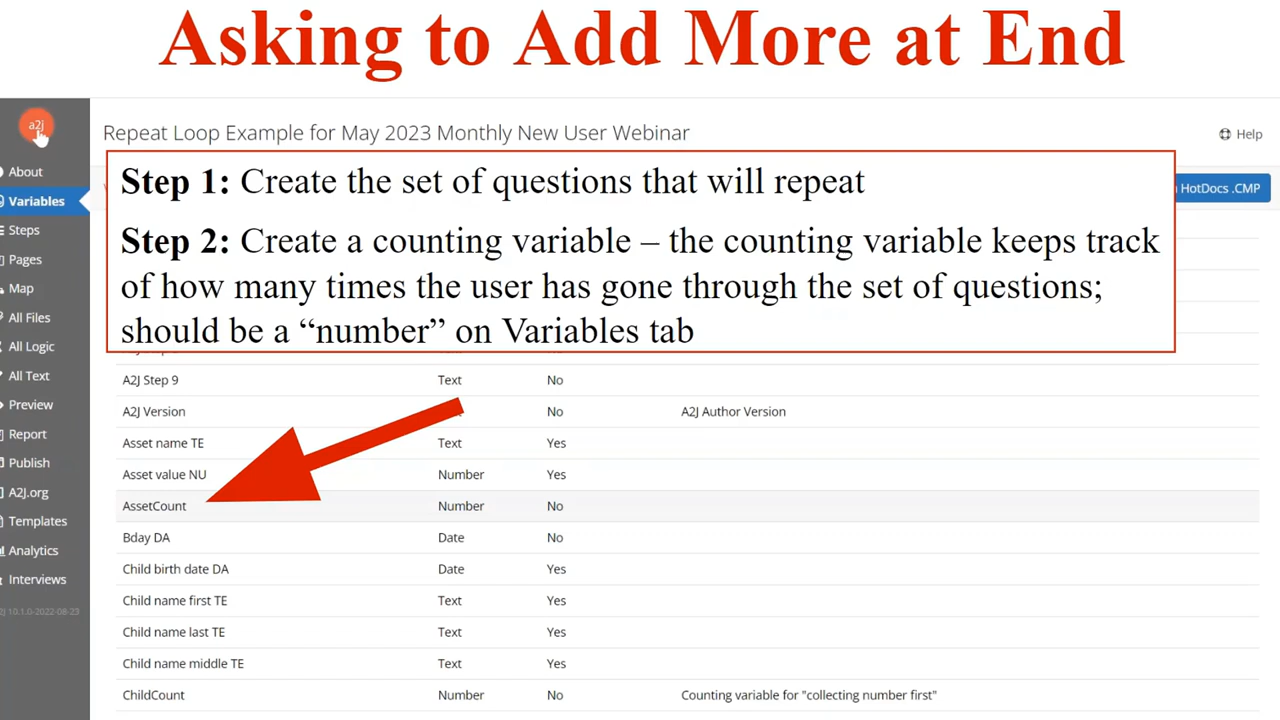 Asking to Add More at End
a2j
Repeat Loop Example for May 2023 Monthly New User Webinar
Help
About
Variables
Steps
Pages
Map
All Files
All Logic
All Text
Preview
Report
Publish
A2J.org
Templates
Analytics
Interviews
10.1.0-2022-08-23
HotDocs .CMP
Step 1: Create the set of questions that will repeat
Step 2: Create a counting variable – the counting variable keeps track
of how many times the user has gone through the set of questions;
should be a “number” on Variables tab
A2J Step 9 Text No
A2J Version No A2J Author Version
Asset name TE Text Yes
Asset value NU Number Yes
AssetCount Number No
Bday DA Date No
Child birth date DA Date Yes
Child name first TE Text Yes
Child name last TE Text Yes
Child name middle TE Text Yes
ChildCount Number No Counting variable for "collecting number first"